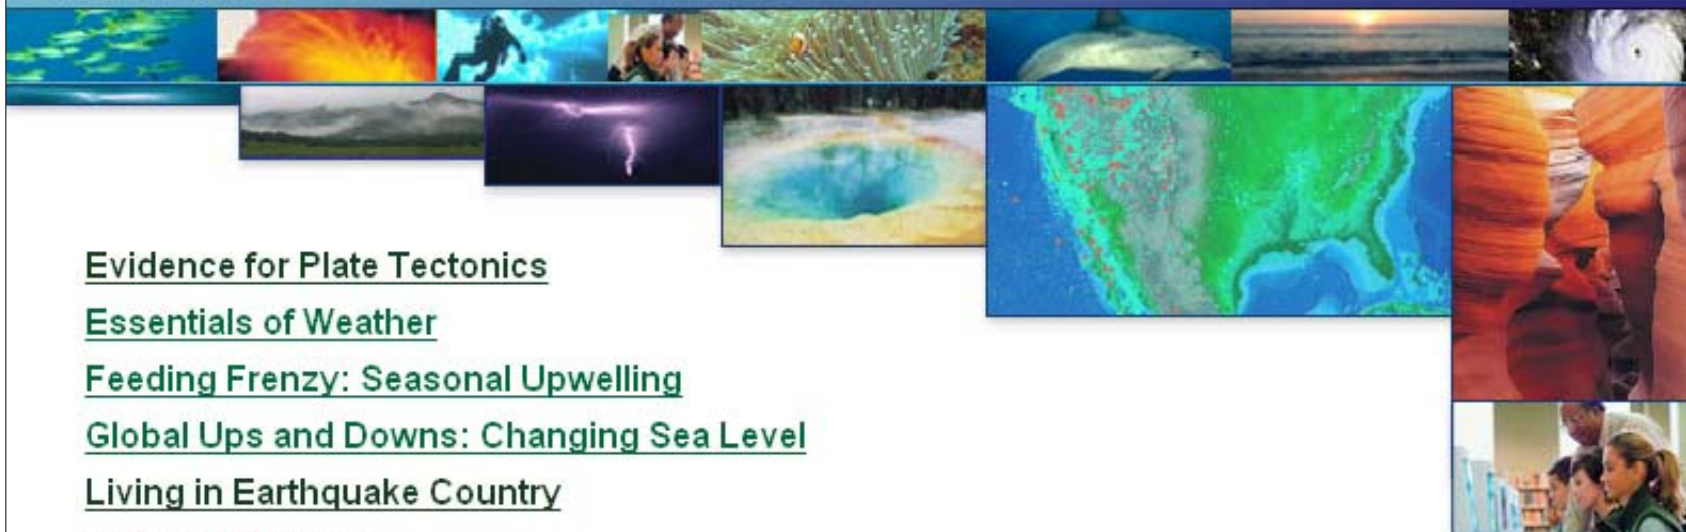 Evidence for Plate Tectonics
Essentials of Weather
Feeding Frenzy: Seasonal Upwelling
Global Ups and Downs: Changing Sea Level
Living in Earthquake Country